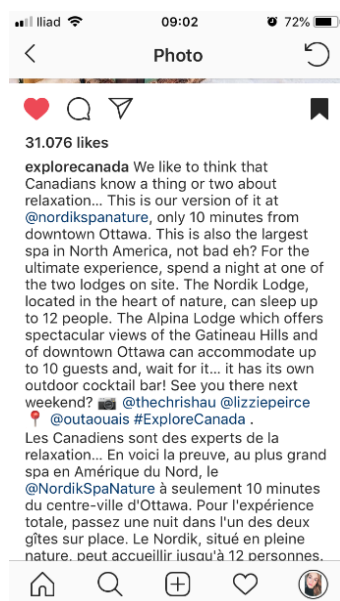 Iliad 09:02 72%
Photo
31.076 likes
explorecanada We like to think that
Canadians know a thing or two about
relaxation... This is our version of it at
@nordikspanature, only 10 minutes from
downtown Ottawa. This is also the largest
spa in North America, not bad eh? For the
ultimate experience, spend a night at one of
the two lodges on site. The Nordik Lodge,
located in the heart of nature, can sleep up
to 12 people. The Alpina Lodge which offers
spectacular views of the Gatineau Hills and
of downtown Ottawa can accommodate up
to 10 guests and, wait for it... it has its own
outdoor cocktail bar! See you there next
weekend? 📷 @thechrishau @lizziepeirce
📍 @outaouais #ExploreCanada .
Les Canadiens sont des experts de la
relaxation... En voici la preuve, au plus grand
spa en Amérique du Nord, le
@NordikSpaNature à seulement 10 minutes
du centre-ville d'Ottawa. Pour l'expérience
totale, passez une nuit dans l'un des deux
gîtes sur place. Le Nordik, situé en pleine
nature, peut accueillir jusqu'à 12 personnes.